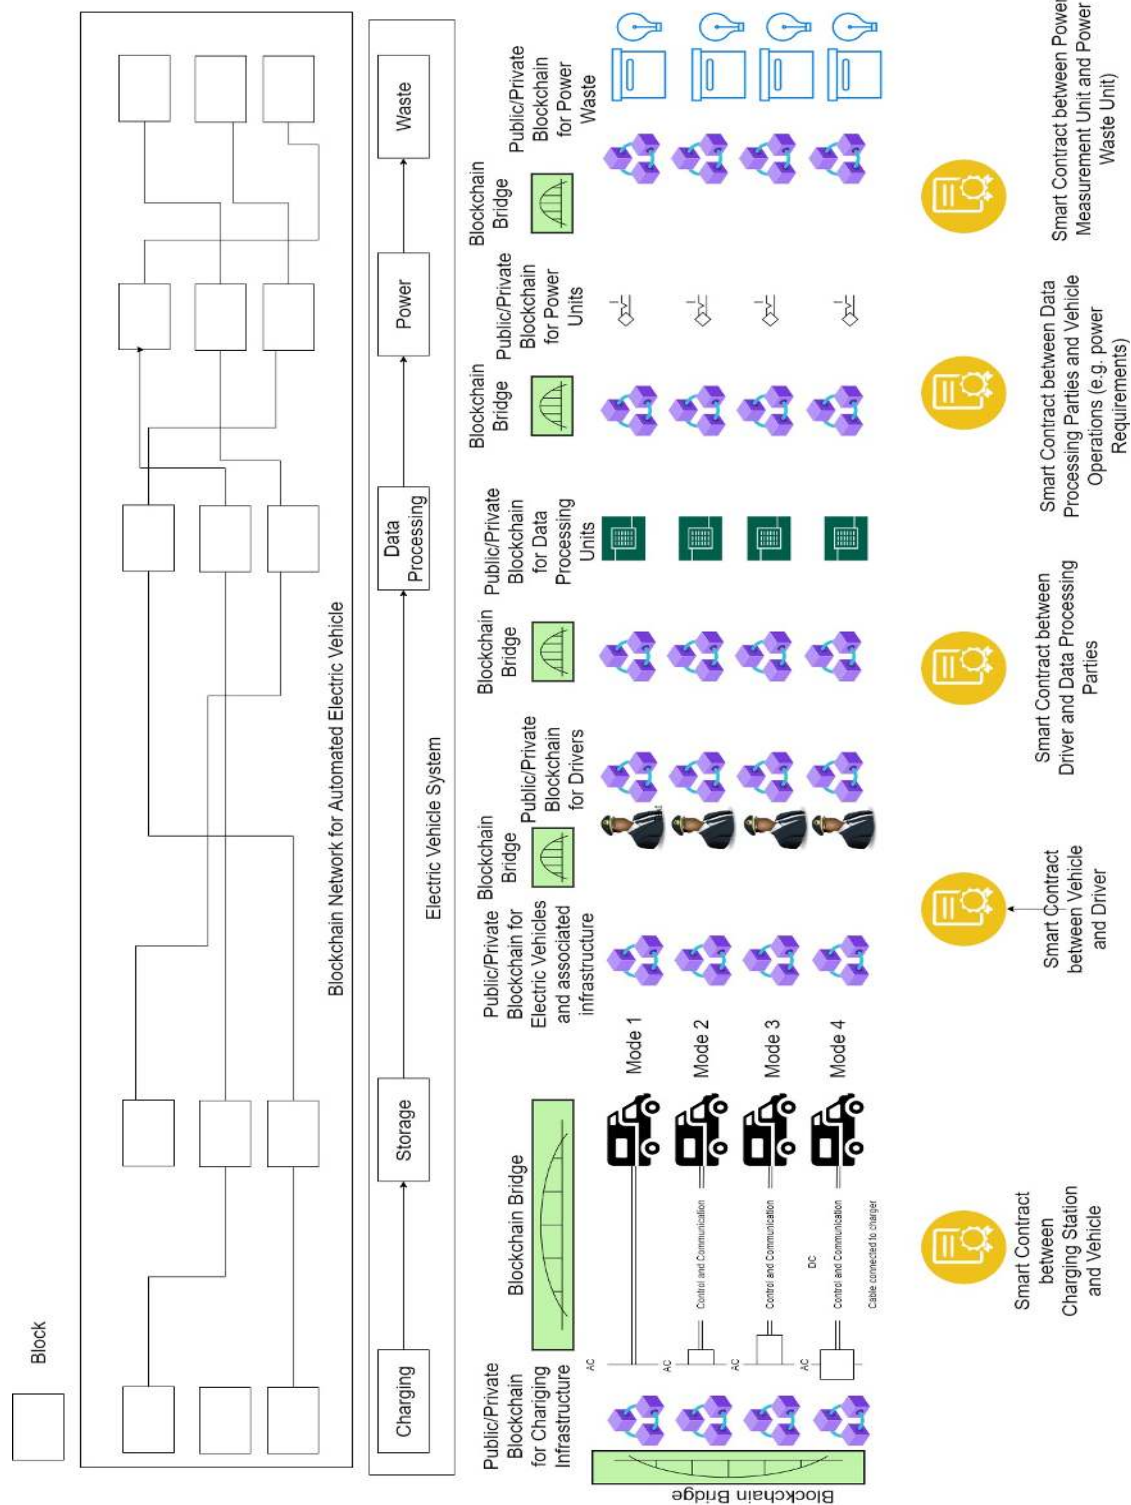 Block
Blockchain Network for Automated Electric Vehicle
Charging
Storage
Data
Processing
Power
Waste
Electric Vehicle System
Public/Private
Blockchain
for Chariging
Infrastructure
Blockchain Bridge
Public/Private
Blockchain for
Electric Vehicles
and associated
infrastructure
Blockchain
Bridge
Public/Private
Blockchain
for Drivers
Blockchain
Bridge
Public/Private
Blockchain
for Data
Processing
Units
Blockchain
Bridge
Public/Private
Blockchain
for Power
Units
Blockchain
Bridge
Public/Private
Blockchain
for Power
Waste
Blockchain Bridge
AC
Mode 1
AC
Control and Communication
Mode 2
AC
Control and Communication
Mode 3
AC
DC
Control and Communication
Mode 4
Cable connected to charger
Smart Contract
between
Charging Station
and Vehicle
Smart Contract
between Vehicle
and Driver
Smart Contract between
Driver and Data Processing
Parties
Smart Contract between Data
Processing Parties and Vehicle
Operations (e.g. power
Requirements)
Smart Contract between Power
Measurement Unit and Power
Waste Unit)